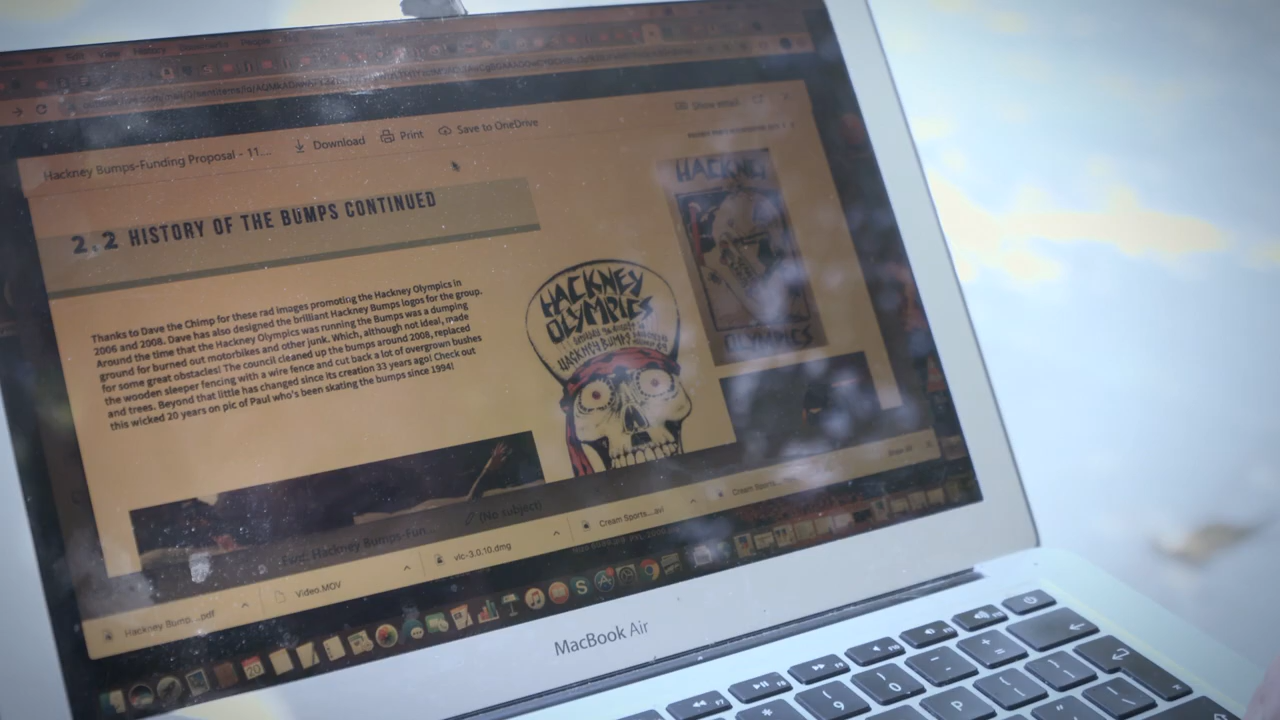 Hackney Bumps-Funding Proposal - 11...
Download
Print
Save to OneDrive
Show email
2.2 HISTORY OF THE BUMPS CONTINUED
Thanks to Dave the Chimp for these rad images promoting the Hackney Olympics in
2006 and 2008. Dave has also designed the brilliant Hackney Bumps logos for the group.
Around the time that the Hackney Olympics was running the Bumps was a dumping
ground for burned out motorbikes and other junk. Which, although not ideal, made
for some great obstacles! The council cleaned up the bumps around 2008, replaced
the wooden sleeper fencing with a wire fence and cut back a lot of overgrown bushes
and trees. Beyond that little has changed since its creation 33 years ago! Check out
this wicked 20 years on pic of Paul who's been skating the bumps since 1994!
HACKNEY
OLYMPICS
HACKNEY BUMPS
HACKNEY
OLYMPICS
Fwd: Hackney Bumps-Fun
(No subject)
Hackney Bump....pdf
Video.MOV
vlc-3.0.10.dmg
Cream Sports....avi
Cream Sports
Show All
20
MacBook Air
9
0
P